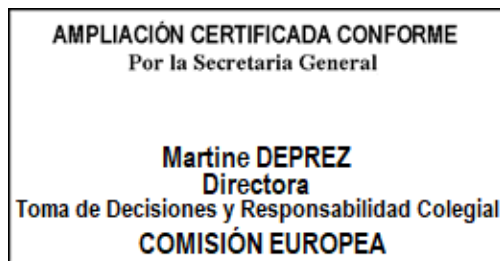 AMPLIACIÓN CERTIFICADA CONFORME
Por la Secretaria General
Martine DEPREZ
Directora
Toma de Decisiones y Responsabilidad Colegial
COMISIÓN EUROPEA